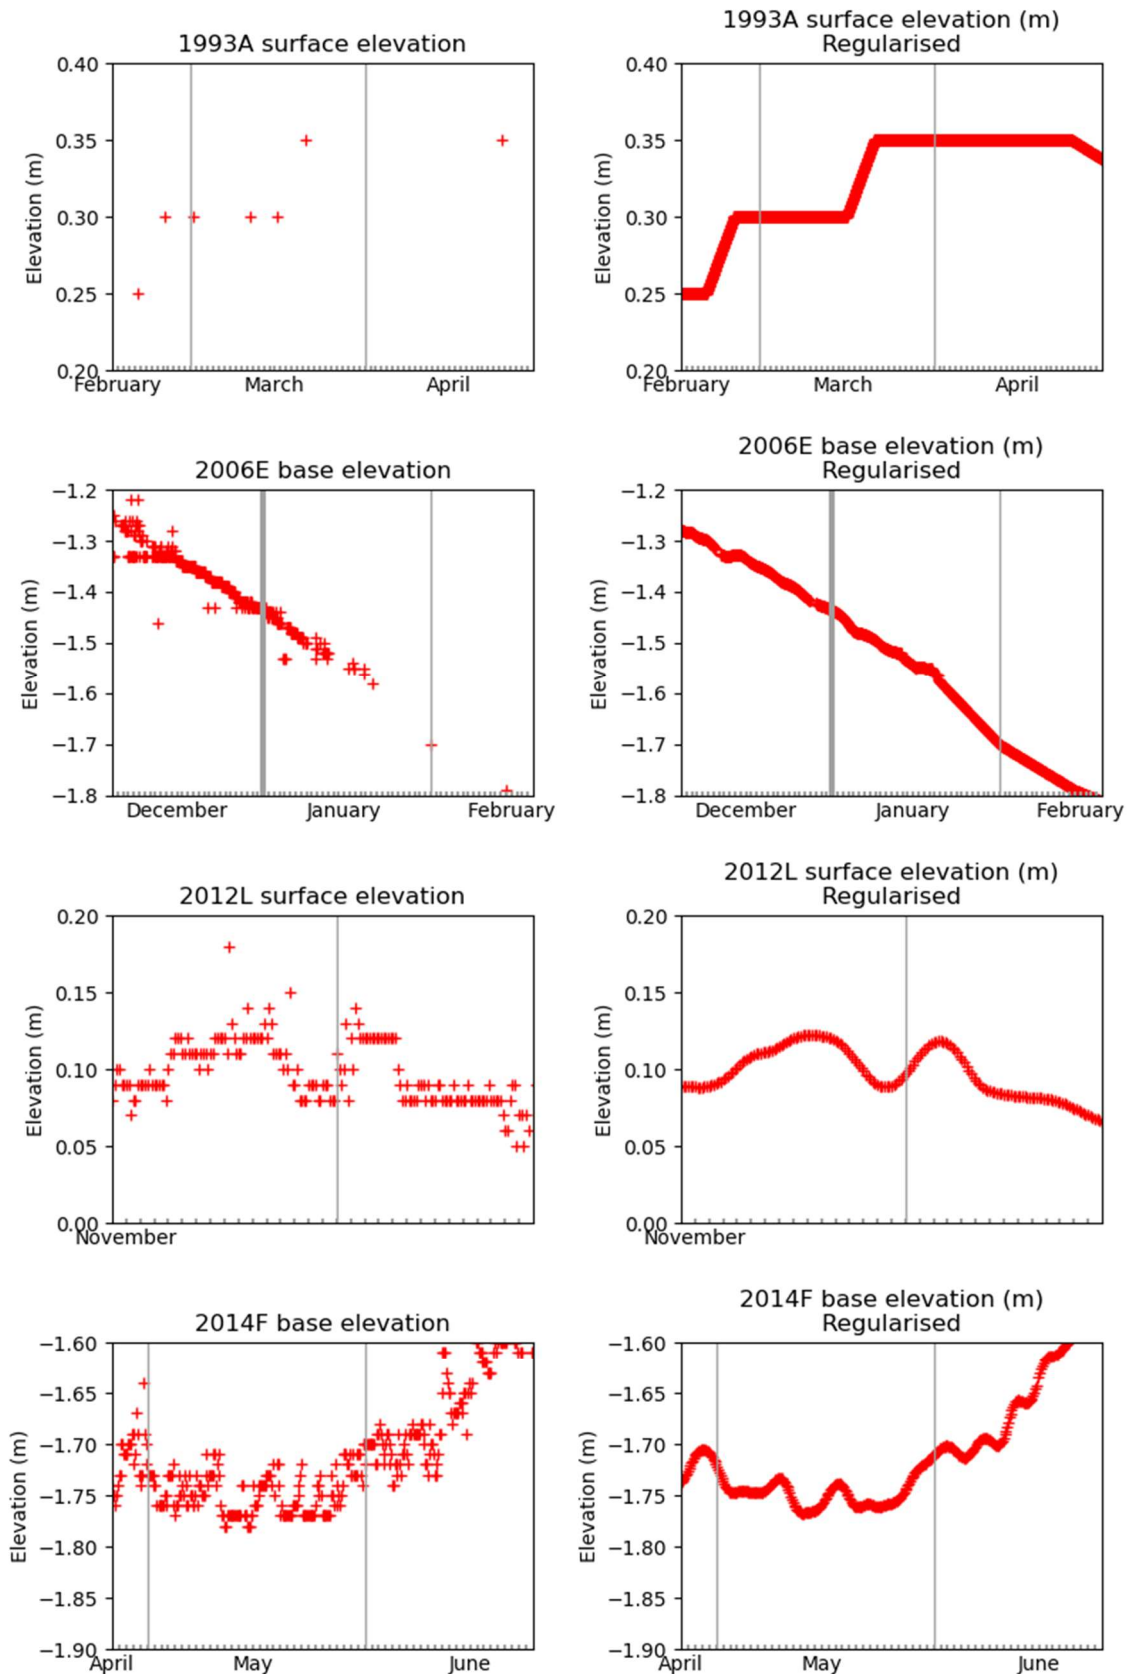 1993A surface elevation
Elevation (m)
0.40
0.35
0.30
0.25
0.20
February March April
1993A surface elevation (m)
Regularised
Elevation (m)
0.40
0.35
0.30
0.25
0.20
February March April
2006E base elevation
Elevation (m)
−1.2
−1.3
−1.4
−1.5
−1.6
−1.7
−1.8
December January February
2006E base elevation (m)
Regularised
Elevation (m)
−1.2
−1.3
−1.4
−1.5
−1.6
−1.7
−1.8
December January February
2012L surface elevation
Elevation (m)
0.20
0.15
0.10
0.05
0.00
November
2012L surface elevation (m)
Regularised
Elevation (m)
0.20
0.15
0.10
0.05
0.00
November
2014F base elevation
Elevation (m)
−1.60
−1.65
−1.70
−1.75
−1.80
−1.85
−1.90
April May June
2014F base elevation (m)
Regularised
Elevation (m)
−1.60
−1.65
−1.70
−1.75
−1.80
−1.85
−1.90
April May June